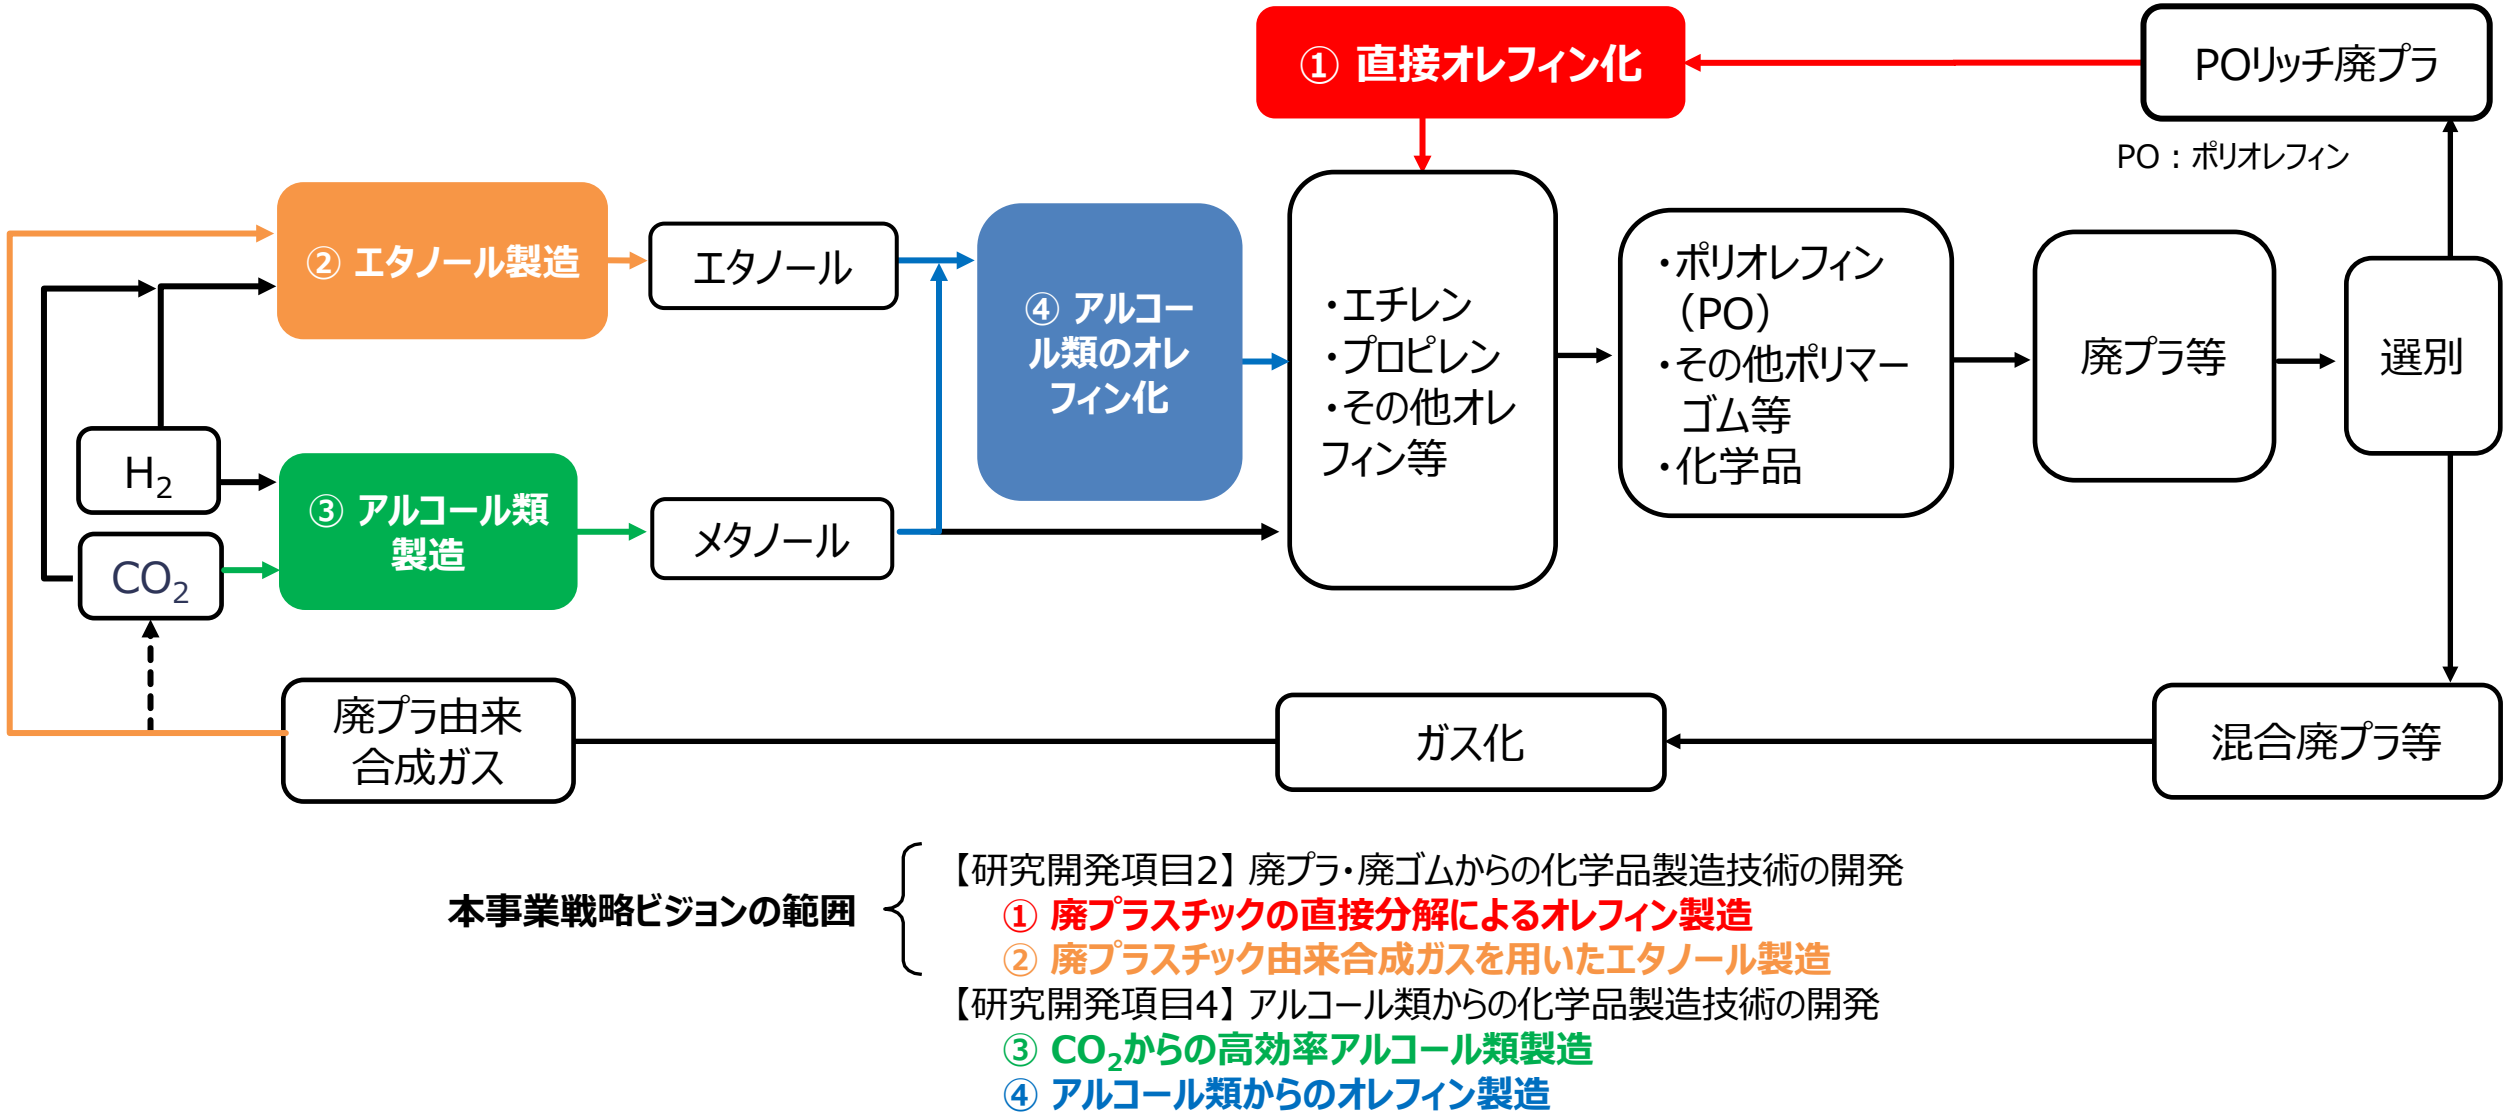 ① 直接オレフィン化
POリッチ廃プラ
PO：ポリオレフィン
② エタノール製造
エタノール
④ アルコー
ル類のオレ
フィン化
・エチレン
・プロピレン
・その他オレ
フィン等
・ポリオレフィン
（PO）
・その他ポリマー
ゴム等
・化学品
廃プラ等
選別
H₂
CO₂
③ アルコール類
製造
メタノール
廃プラ由来
合成ガス
ガス化
混合廃プラ等
本事業戦略ビジョンの範囲
【研究開発項目2】廃プラ・廃ゴムからの化学品製造技術の開発
① 廃プラスチックの直接分解によるオレフィン製造
② 廃プラスチック由来合成ガスを用いたエタノール製造
【研究開発項目4】アルコール類からの化学品製造技術の開発
③ CO₂からの高効率アルコール類製造
④ アルコール類からのオレフィン製造